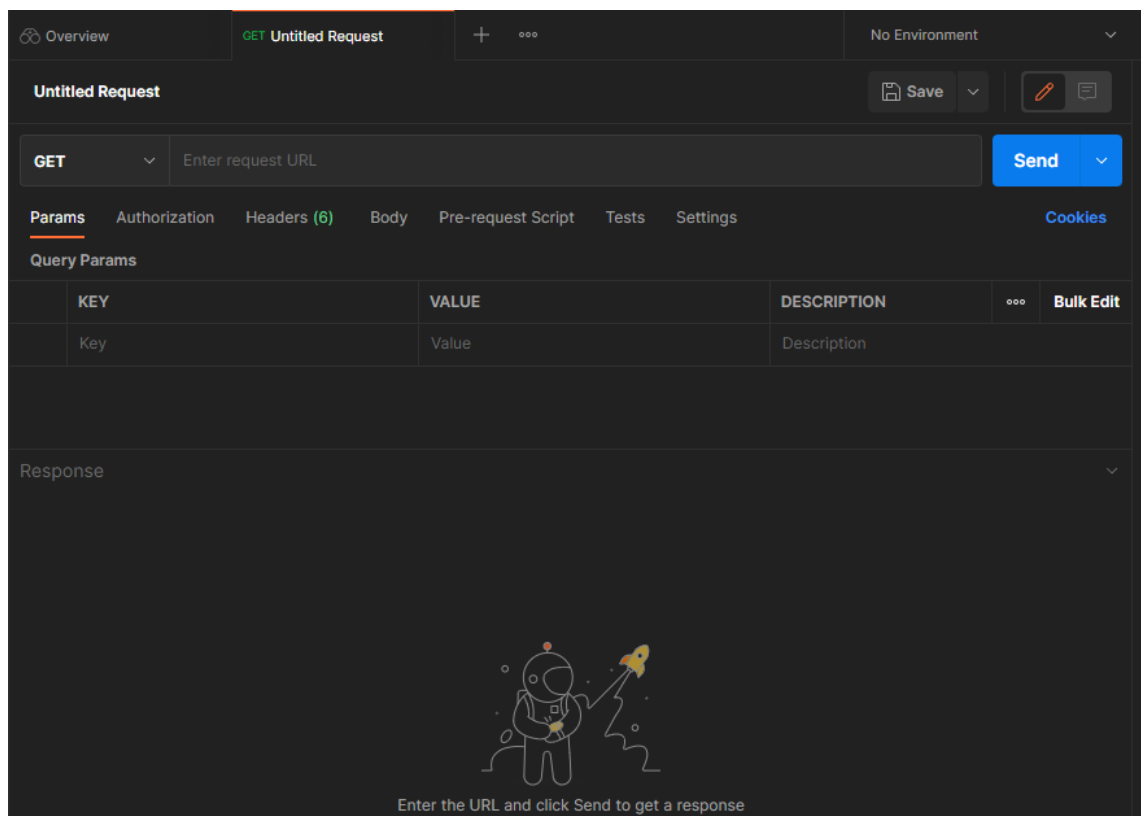 Overview GET Untitled Request No Environment
Untitled Request Save
GET Enter request URL Send
Params Authorization Headers (6) Body Pre-request Script Tests Settings Cookies
Query Params
KEY VALUE DESCRIPTION Bulk Edit
Key Value Description
Response
Enter the URL and click Send to get a response